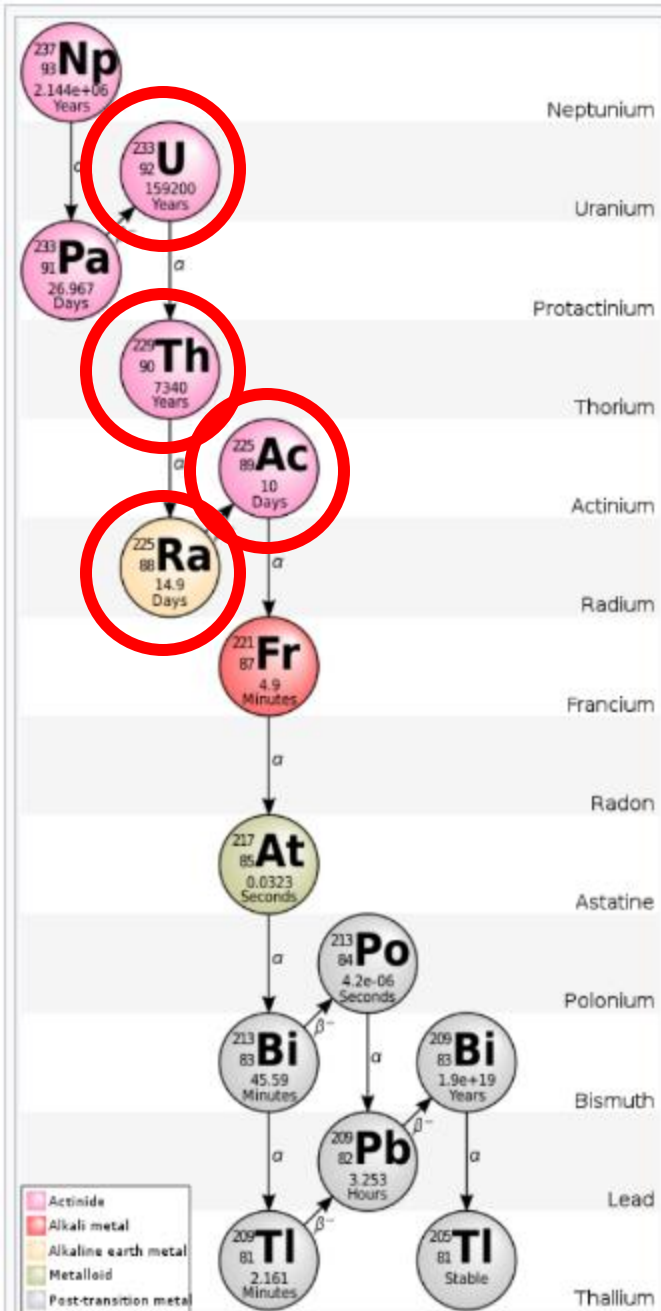 237
93 Np
2.144e+06
Years
Neptunium
α
233
92 U
159200
Years
Uranium
β⁻
233
91 Pa
26.967
Days
α
Protactinium
229
90 Th
7340
Years
Thorium
α
225
89 Ac
10
Days
Actinium
225
88 Ra
14.9
Days
α
Radium
221
87 Fr
4.9
Minutes
Francium
α
Radon
217
85 At
0.0323
Seconds
Astatine
α
213
84 Po
4.2e-06
Seconds
Polonium
β⁻
213
83 Bi
45.59
Minutes
α
209
83 Bi
1.9e+19
Years
Bismuth
β⁻
α
209
82 Pb
3.253
Hours
α
Lead
β⁻
209
81 Tl
2.161
Minutes
205
81 Tl
Stable
Thallium
Actinide
Alkali metal
Alkaline earth metal
Metalloid
Post-transition metal